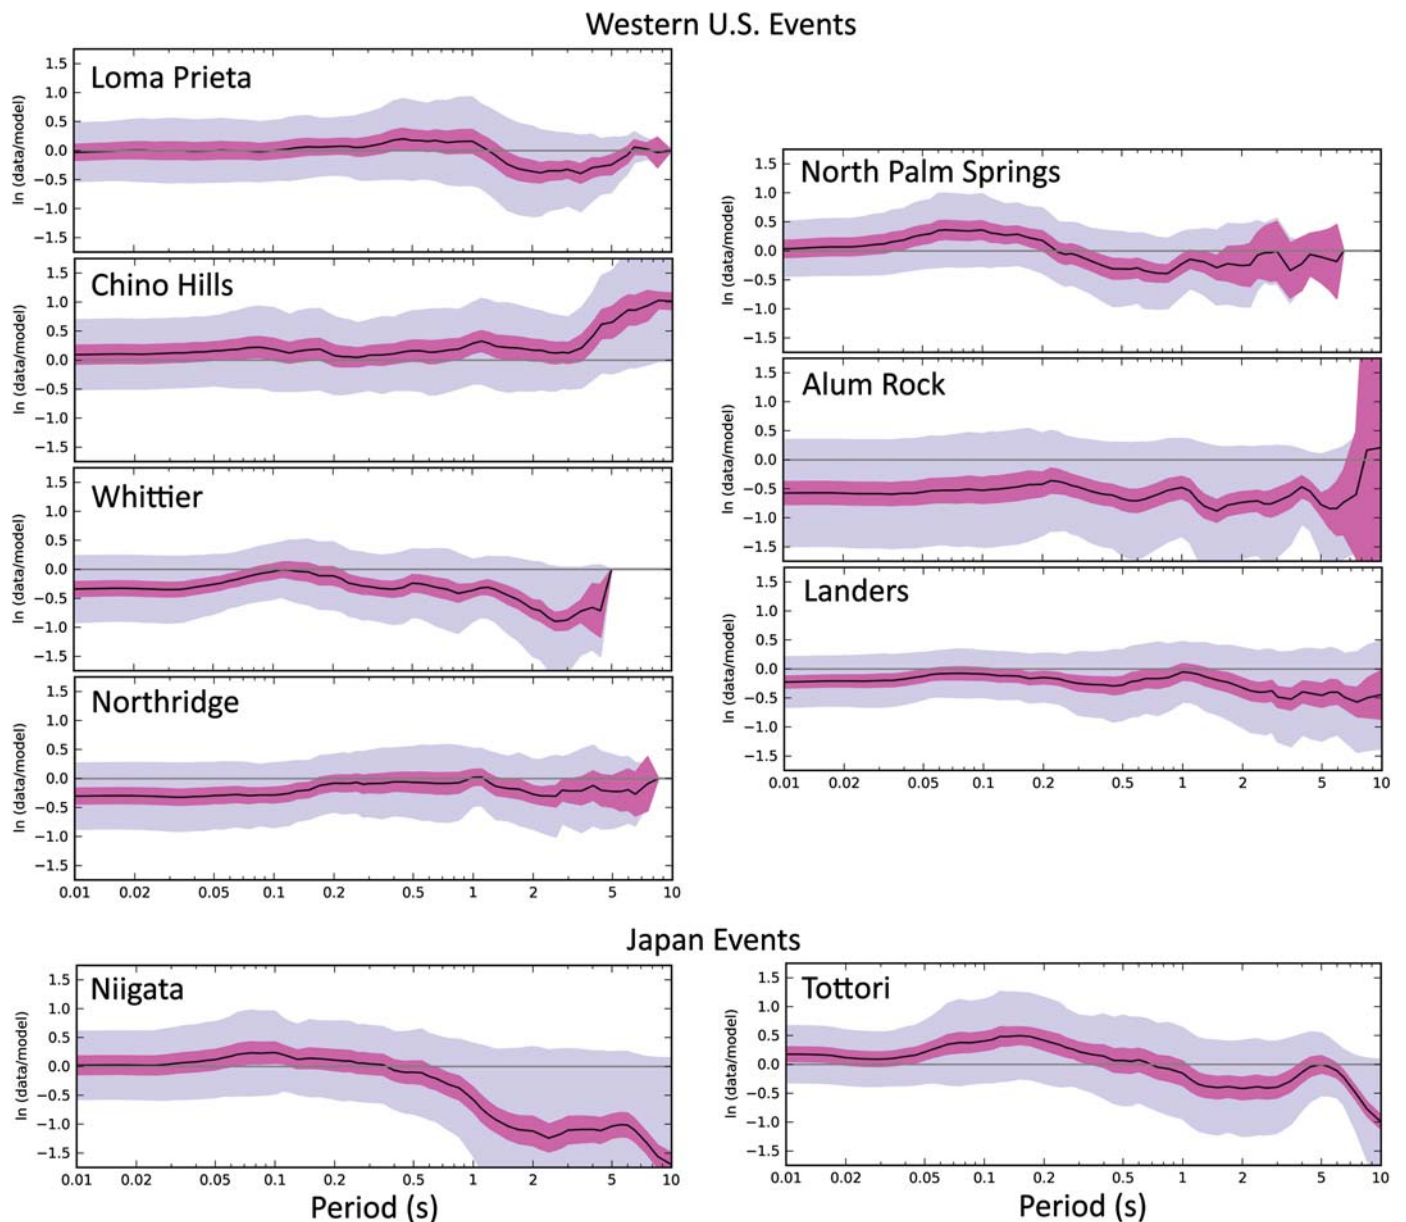 Western U.S. Events
Loma Prieta
1.5
1.0
0.5
0.0
−0.5
−1.0
−1.5
ln (data/model)
Chino Hills
1.5
1.0
0.5
0.0
−0.5
−1.0
−1.5
ln (data/model)
Whittier
1.5
1.0
0.5
0.0
−0.5
−1.0
−1.5
ln (data/model)
Northridge
1.5
1.0
0.5
0.0
−0.5
−1.0
−1.5
ln (data/model)
0.01 0.02 0.05 0.1 0.2 0.5 1 2 5 10
North Palm Springs
1.5
1.0
0.5
0.0
−0.5
−1.0
−1.5
ln (data/model)
Alum Rock
1.5
1.0
0.5
0.0
−0.5
−1.0
−1.5
ln (data/model)
Landers
1.5
1.0
0.5
0.0
−0.5
−1.0
−1.5
ln (data/model)
0.01 0.02 0.05 0.1 0.2 0.5 1 2 5 10
Japan Events
Niigata
1.5
1.0
0.5
0.0
−0.5
−1.0
−1.5
ln (data/model)
0.01 0.02 0.05 0.1 0.2 0.5 1 2 5 10
Period (s)
Tottori
1.5
1.0
0.5
0.0
−0.5
−1.0
−1.5
ln (data/model)
0.01 0.02 0.05 0.1 0.2 0.5 1 2 5 10
Period (s)